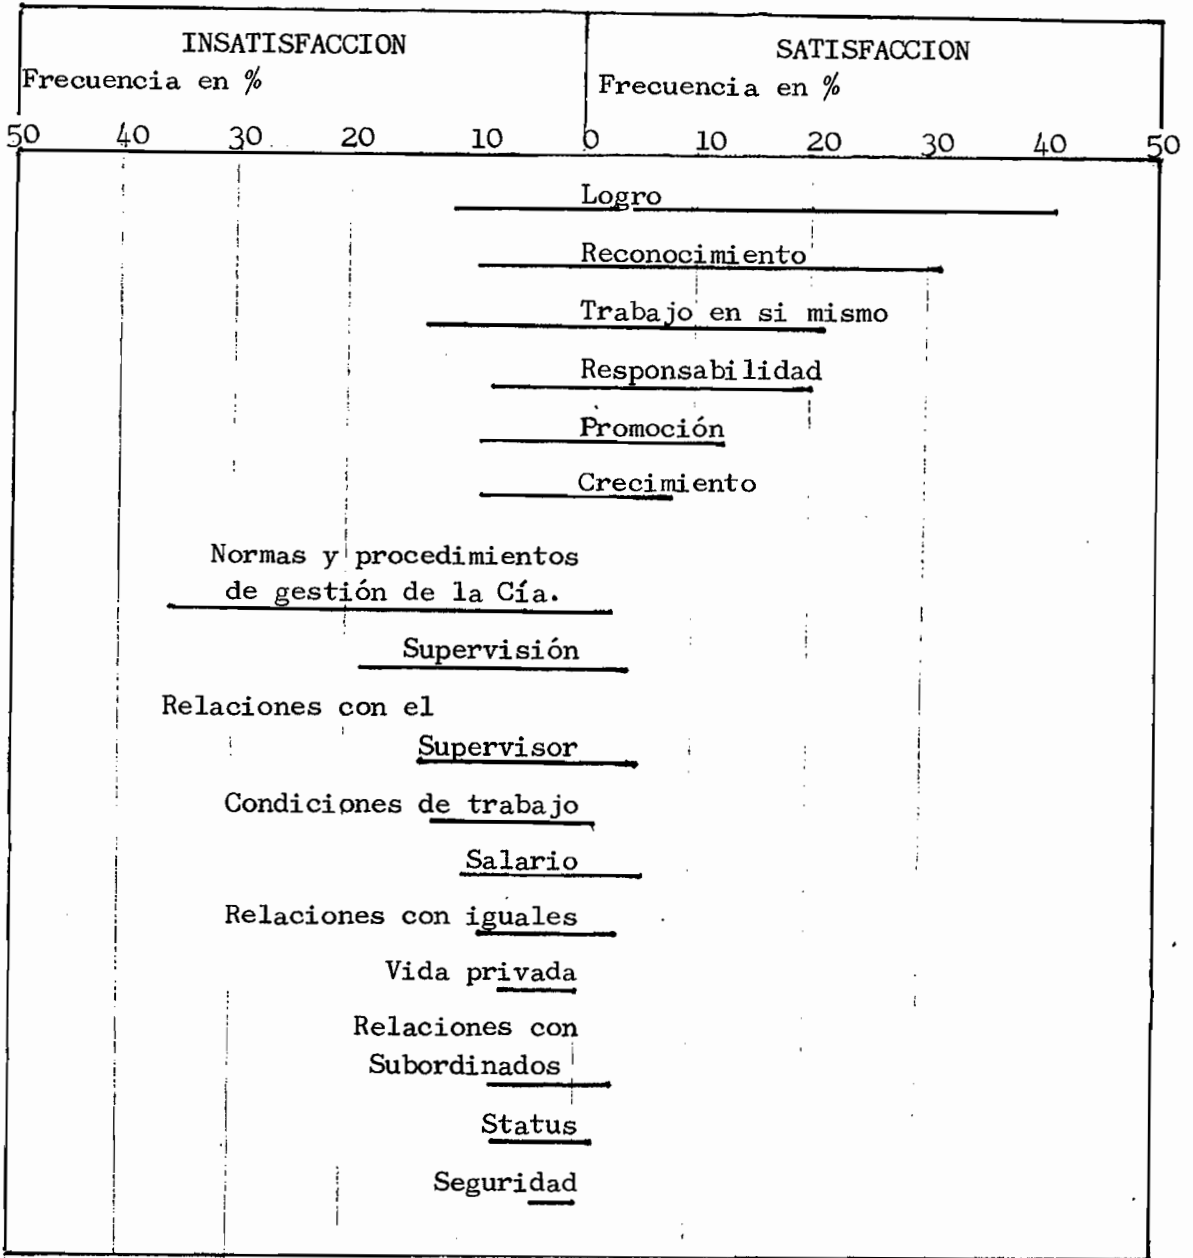 INSATISFACCION
Frecuencia en %
SATISFACCION
Frecuencia en %
50 40 30 20 10 0 10 20 30 40 50
Logro
Reconocimiento
Trabajo en si mismo
Responsabilidad
Promoción
Crecimiento
Normas y procedimientos
de gestión de la Cía.
Supervisión
Relaciones con el
Supervisor
Condiciones de trabajo
Salario
Relaciones con iguales
Vida privada
Relaciones con
Subordinados
Status
Seguridad